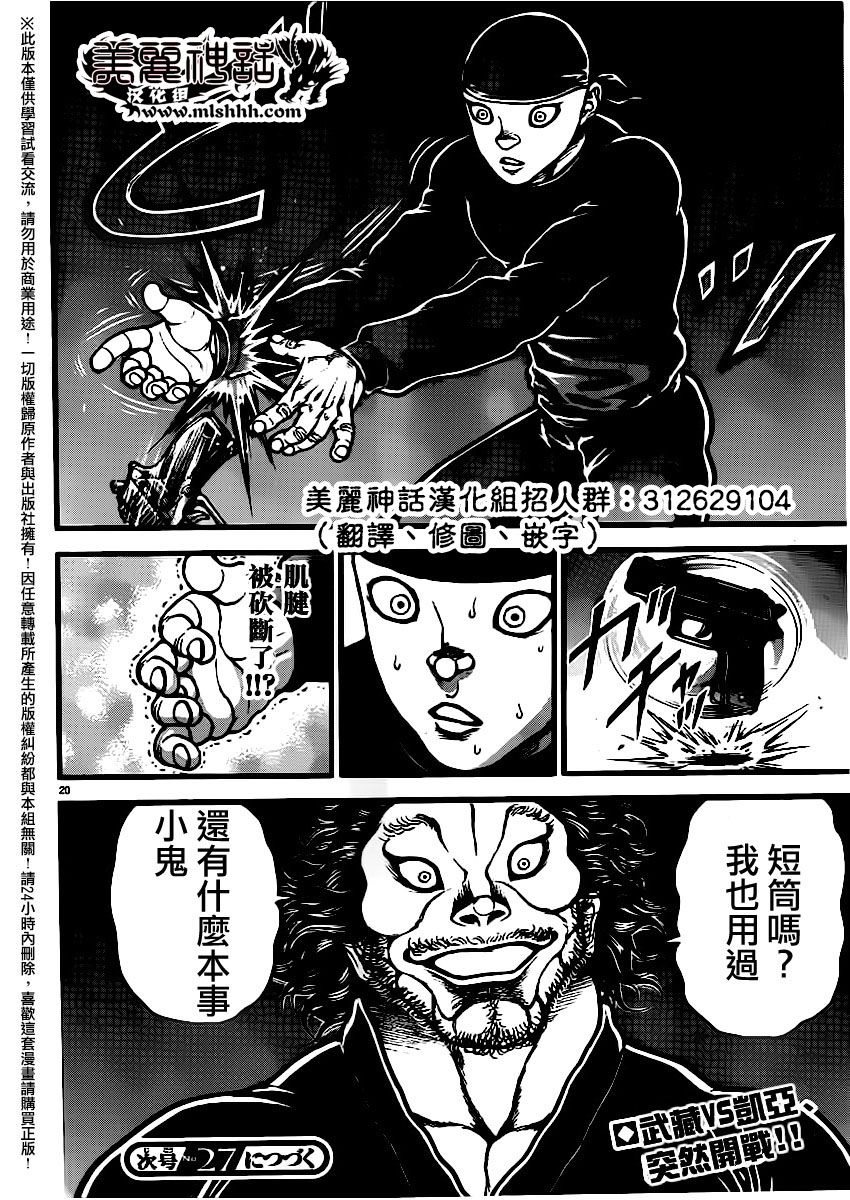 ※此版本僅供學習試看交流，請勿用於商業用途！一切版權歸原作者與出版社擁有！因任意轉載所產生的版權糾紛都與本組無關！請24小時內刪除，喜歡這套漫畫請購買正版！
美麗神話
汉化组
www.mlshhh.com
美麗神話漢化組招人群：312629104
（翻譯、修圖、嵌字）
ガッ
ガシャ
肌腱
被砍斷了!!?
20
短筒嗎？
我也用過
還有什麼本事
小鬼
武藏VS凱亞、
突然開戰!!
次号No.27につづく